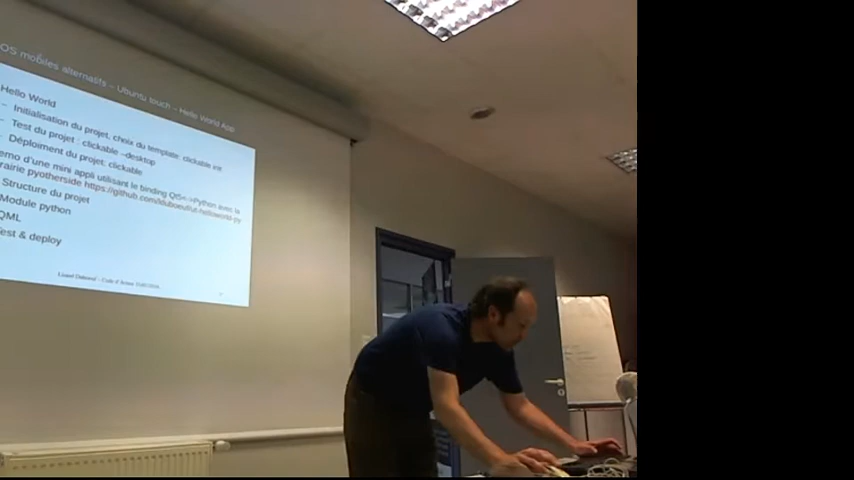 OS mobiles alternatifs – Ubuntu touch – Hello World App
Hello World
– Initialisation du projet, choix du template: clickable init
– Test du projet : clickable --desktop
– Déploiment du projet: clickable
emo d'une mini appli utilisant le binding Qt5<->Python avec la
rairie pyotherside https://github.com/
Structure du projet
Module python
QML
Test & deploy